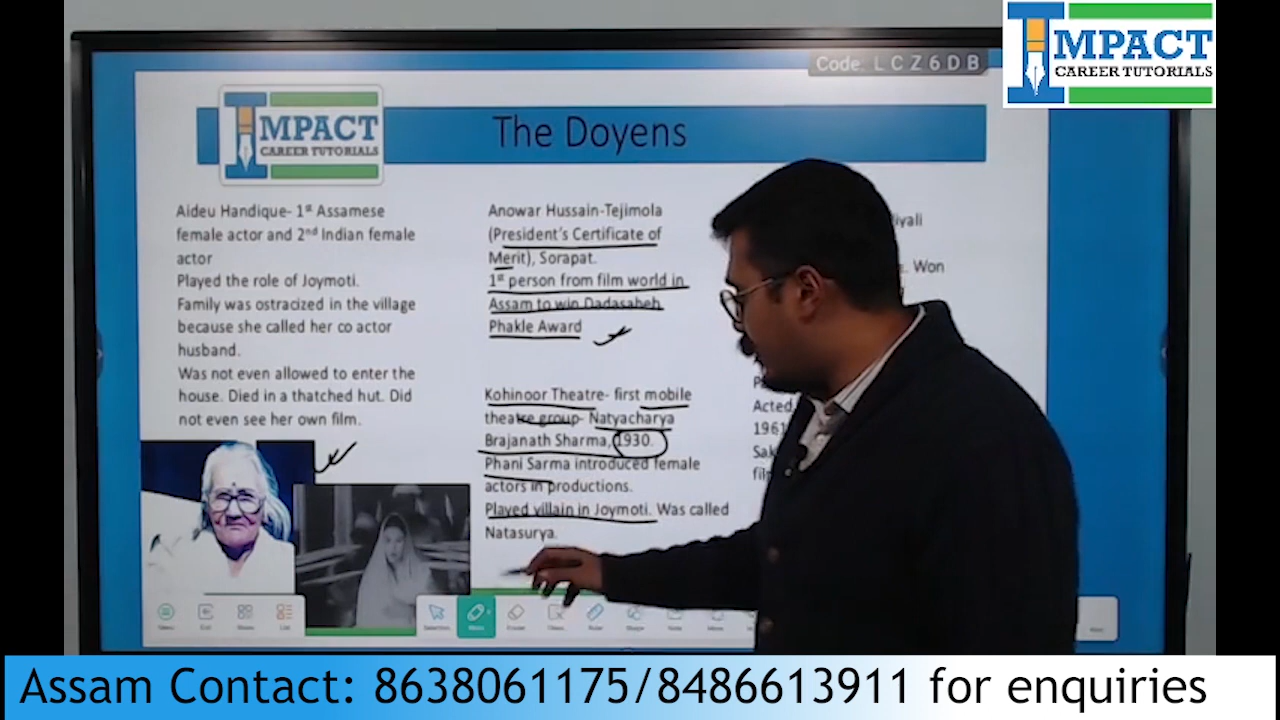 Code: L C Z 6 D B
IMPACT
CAREER TUTORIALS
IMPACT
CAREER TUTORIALS
The Doyens
Aideu Handique- 1st Assamese
female actor and 2nd Indian female
actor
Played the role of Joymoti.
Family was ostracized in the village
because she called her co actor
husband.
Was not even allowed to enter the
house. Died in a thatched hut. Did
not even see her own film.
Anowar Hussain-Tejimola
(President's Certificate of
Merit), Sorapat.
1st person from film world in
Assam to win Dadasaheb
Phakle Award
Kohinoor Theatre- first mobile
theatre group- Natyacharya
Brajanath Sharma, 1930.
Phani Sarma introduced female
actors in productions.
Played villain in Joymoti. Was called
Natasurya.
Won
Acted
1961
Assam Contact: 8638061175/8486613911 for enquiries